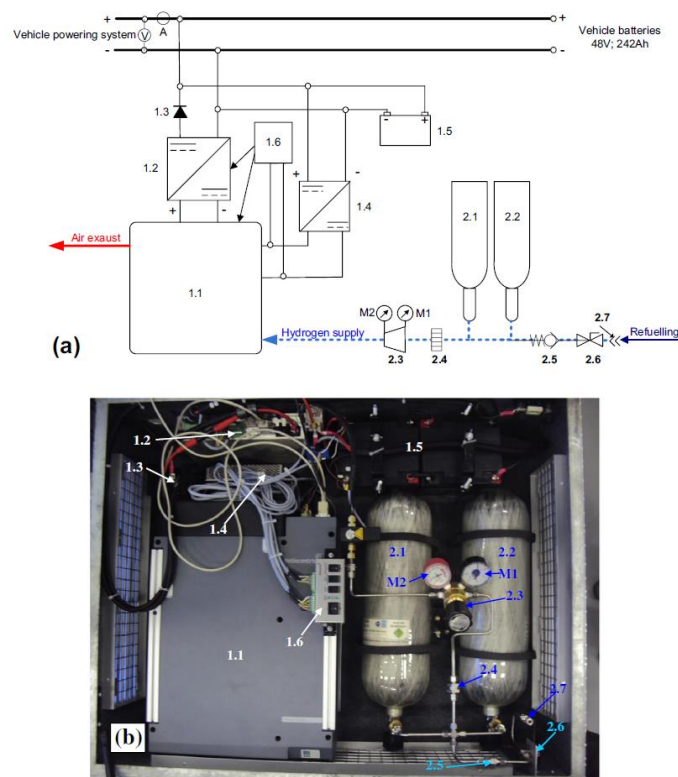 + +
Vehicle powering system V A Vehicle batteries
- - 48V; 242Ah
1.3
- +
1.5
1.6
1.2
+ -
1.4
+ -
2.1 2.2
Air exaust
1.1
M2 M1
2.7
(a) Hydrogen supply Refuelling
2.3 2.4 2.5 2.6
1.2 1.5
1.3
1.4
2.1 2.2
M2 M1
2.3
1.6
1.1
2.4
2.7
2.6
(b) 2.5